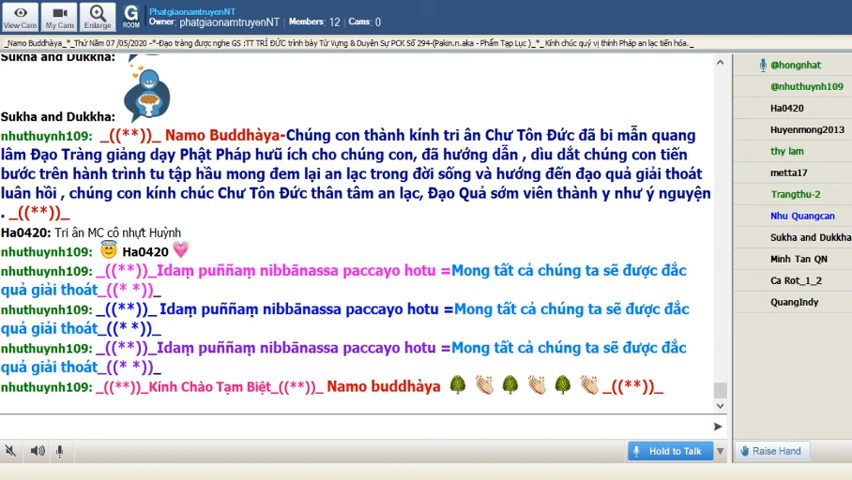 View Cam
My Cam
Enlarge
G
ROOM
PhatgiaonamtruyenNT
Owner: phatgiaonamtruyenNT Members: 12 Cams: 0
_Namo Buddhàya_*_Thứ Năm 07 /05/2020 -*-Đạo tràng được nghe GS :TT TRÍ ĐỨC trình bày Tứ Vựng & Duyên Sự PCK Số 294-(Pakin.n.aka - Phẩm Tạp Lục )_*_ Kính chúc quý vị thính Pháp an lạc tiến hóa._
Sukha and Dukkha:
Sukha and Dukkha:
nhuthuynh109: _((**))_ Namo Buddhàya-Chúng con thành kính tri ân Chư Tôn Đức đã bi mẫn quang
lâm Đạo Tràng giảng dạy Phật Pháp hưũ ích cho chúng con, đã hướng dẫn , dìu dắt chúng con tiến
bước trên hành trình tu tập hầu mong đem lại an lạc trong đời sống và hướng đến đạo quả giải thoát
luân hồi , chúng con kính chúc Chư Tôn Đức thân tâm an lạc, Đạo Quả sớm viên thành y như ý nguyện
. _((**))_
Ha0420: Tri ân MC cô nhựt Huỳnh
nhuthuynh109: Ha0420
nhuthuynh109: _((**))_Idaṃ puññaṃ nibbānassa paccayo hotu =Mong tất cả chúng ta sẽ được đắc
quả giải thoát_((* *))_
nhuthuynh109: _((**))_ Idaṃ puññaṃ nibbānassa paccayo hotu =Mong tất cả chúng ta sẽ được đắc
quả giải thoát_((* *))_
nhuthuynh109: _((**))_Idaṃ puññaṃ nibbānassa paccayo hotu =Mong tất cả chúng ta sẽ được đắc
quả giải thoát_((* *))_
nhuthuynh109: _((**))_Kính Chào Tạm Biệt_((**))_ Namo buddhàya _((**))_
Hold to Talk
@hongnhat
@nhuthuynh109
Ha0420
Huyenmong2013
thy lam
metta17
Trangthu-2
Nhu Quangcan
Sukha and Dukkha
Minh Tan QN
Ca Rot_1_2
QuangIndy
Raise Hand